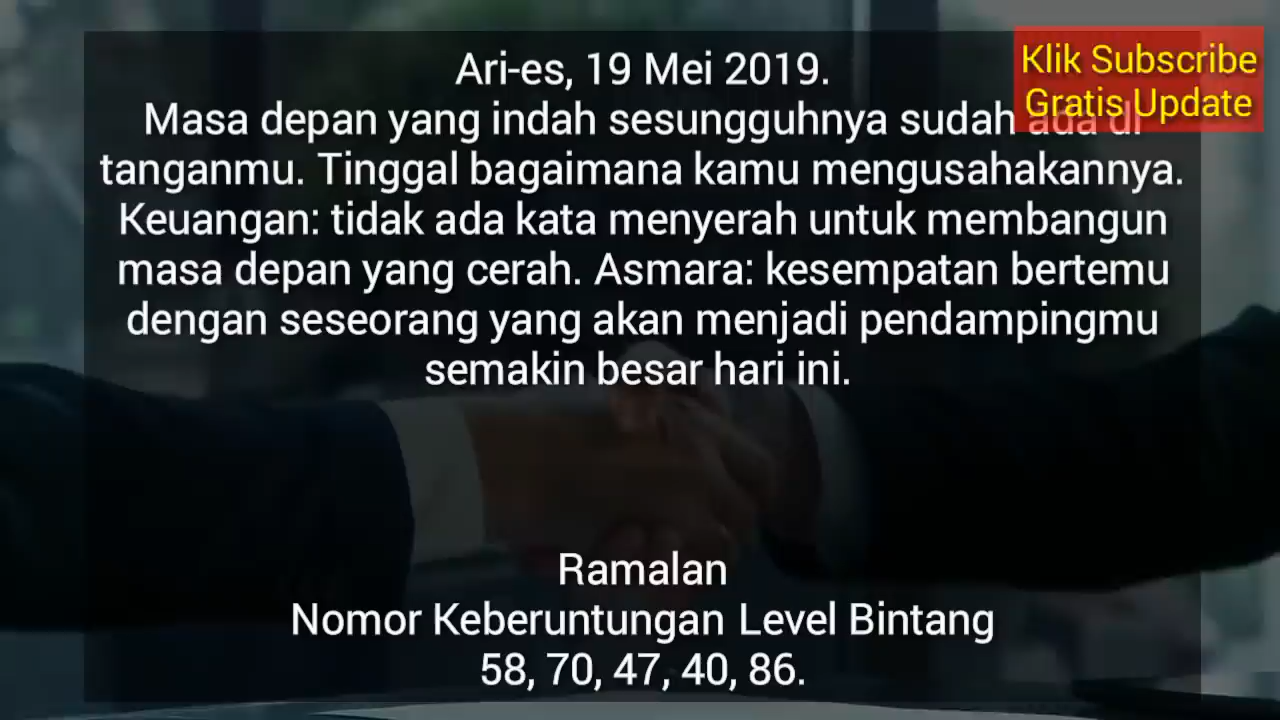 Ari-es, 19 Mei 2019.
Masa depan yang indah sesungguhnya sudah ada di
tanganmu. Tinggal bagaimana kamu mengusahakannya.
Keuangan: tidak ada kata menyerah untuk membangun
masa depan yang cerah. Asmara: kesempatan bertemu
dengan seseorang yang akan menjadi pendampingmu
semakin besar hari ini.
Ramalan
Nomor Keberuntungan Level Bintang
58, 70, 47, 40, 86.
Klik Subscribe
Gratis Update